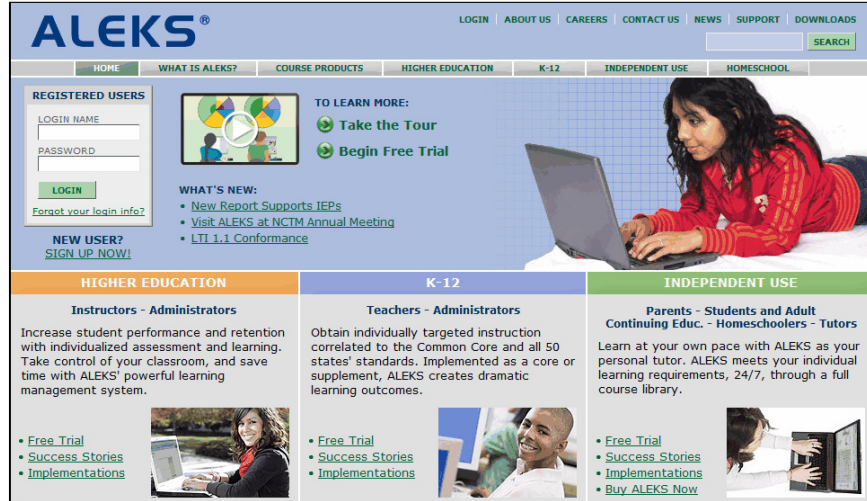 ALEKS®
LOGIN | ABOUT US | CAREERS | CONTACT US | NEWS | SUPPORT | DOWNLOADS
SEARCH
HOME
WHAT IS ALEKS?
COURSE PRODUCTS
HIGHER EDUCATION
K-12
INDEPENDENT USE
HOMESCHOOL
REGISTERED USERS
LOGIN NAME
PASSWORD
LOGIN
Forgot your login info?
NEW USER?
SIGN UP NOW!
TO LEARN MORE:
Take the Tour
Begin Free Trial
WHAT'S NEW:
• New Report Supports IEPs
• Visit ALEKS at NCTM Annual Meeting
• LTI 1.1 Conformance
HIGHER EDUCATION
Instructors - Administrators
Increase student performance and retention
with individualized assessment and learning.
Take control of your classroom, and save
time with ALEKS' powerful learning
management system.
• Free Trial
• Success Stories
• Implementations
K-12
Teachers - Administrators
Obtain individually targeted instruction
correlated to the Common Core and all 50
states' standards. Implemented as a core or
supplement, ALEKS creates dramatic
learning outcomes.
• Free Trial
• Success Stories
• Implementations
INDEPENDENT USE
Parents - Students and Adult
Continuing Educ. - Homeschoolers - Tutors
Learn at your own pace with ALEKS as your
personal tutor. ALEKS meets your individual
learning requirements, 24/7, through a full
course library.
• Free Trial
• Success Stories
• Implementations
• Buy ALEKS Now